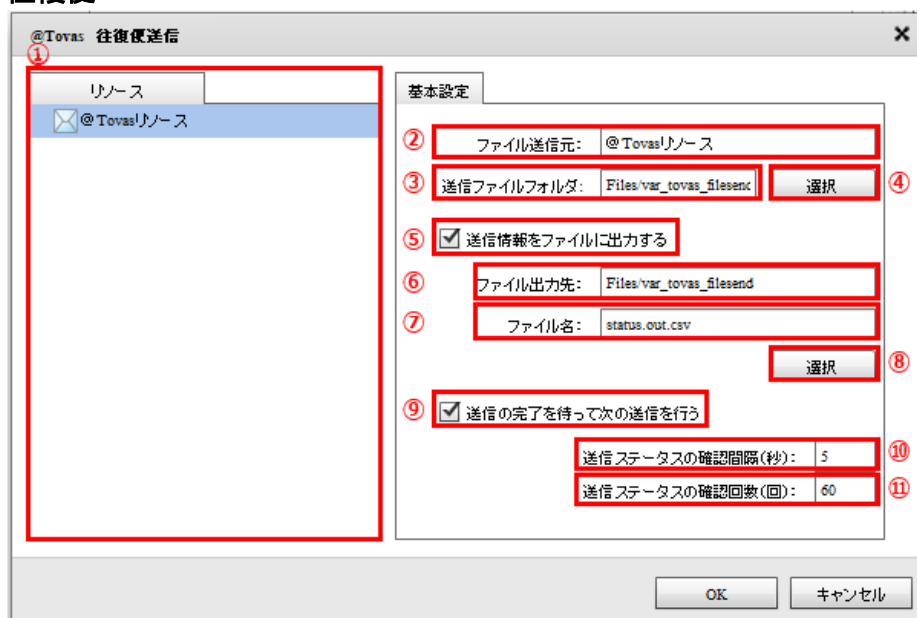 @Tovas 往復便送信
①
リソース
@Tovasリソース
基本設定
② ファイル送信元: @Tovasリソース
③ 送信ファイルフォルダ: Files/var_tovas_filesend 選択 ④
⑤ 送信情報をファイルに出力する
⑥ ファイル出力先: Files/var_tovas_filesend
⑦ ファイル名: status.out.csv
選択 ⑧
⑨ 送信の完了を待って次の送信を行う
送信ステータスの確認間隔(秒): 5 ⑩
送信ステータスの確認回数(回): 60 ⑪
OK キャンセル